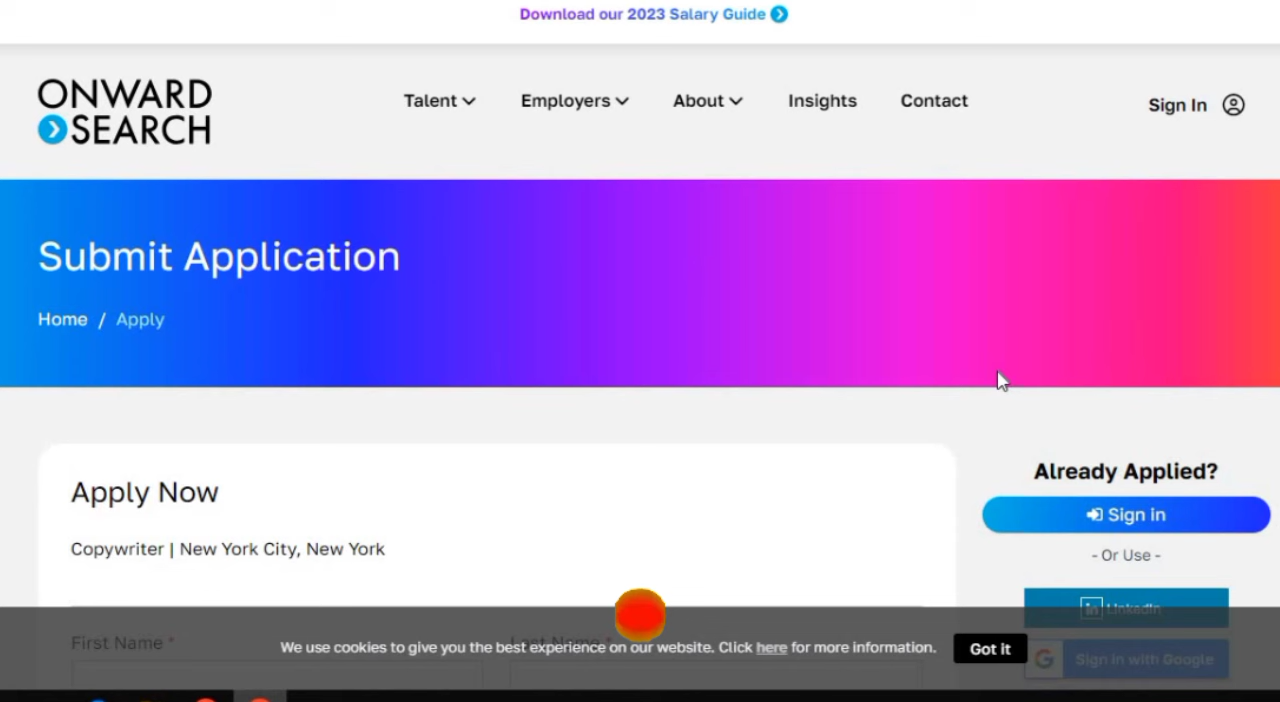 Download our 2023 Salary Guide
ONWARD
SEARCH
Talent
Employers
About
Insights
Contact
Sign In
Submit Application
Home / Apply
Apply Now
Copywriter | New York City, New York
Already Applied?
Sign in
- Or Use -
in LinkedIn
First Name *
Last Name *
We use cookies to give you the best experience on our website. Click here for more information.
Got it
G Sign in with Google